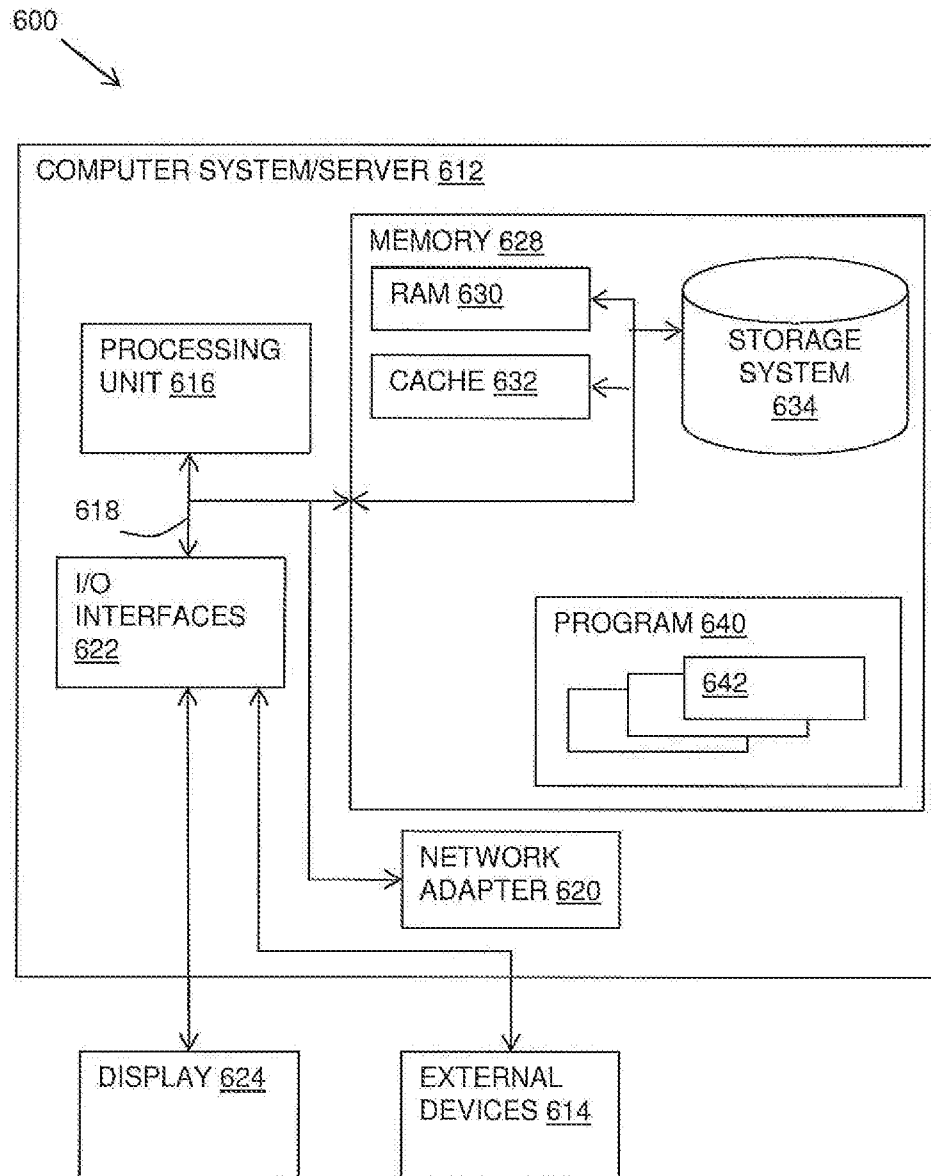 600
COMPUTER SYSTEM/SERVER 612
MEMORY 628
RAM 630
CACHE 632
STORAGE
SYSTEM
634
PROCESSING
UNIT 616
618
I/O
INTERFACES
622
PROGRAM 640
642
NETWORK
ADAPTER 620
DISPLAY 624
EXTERNAL
DEVICES 614